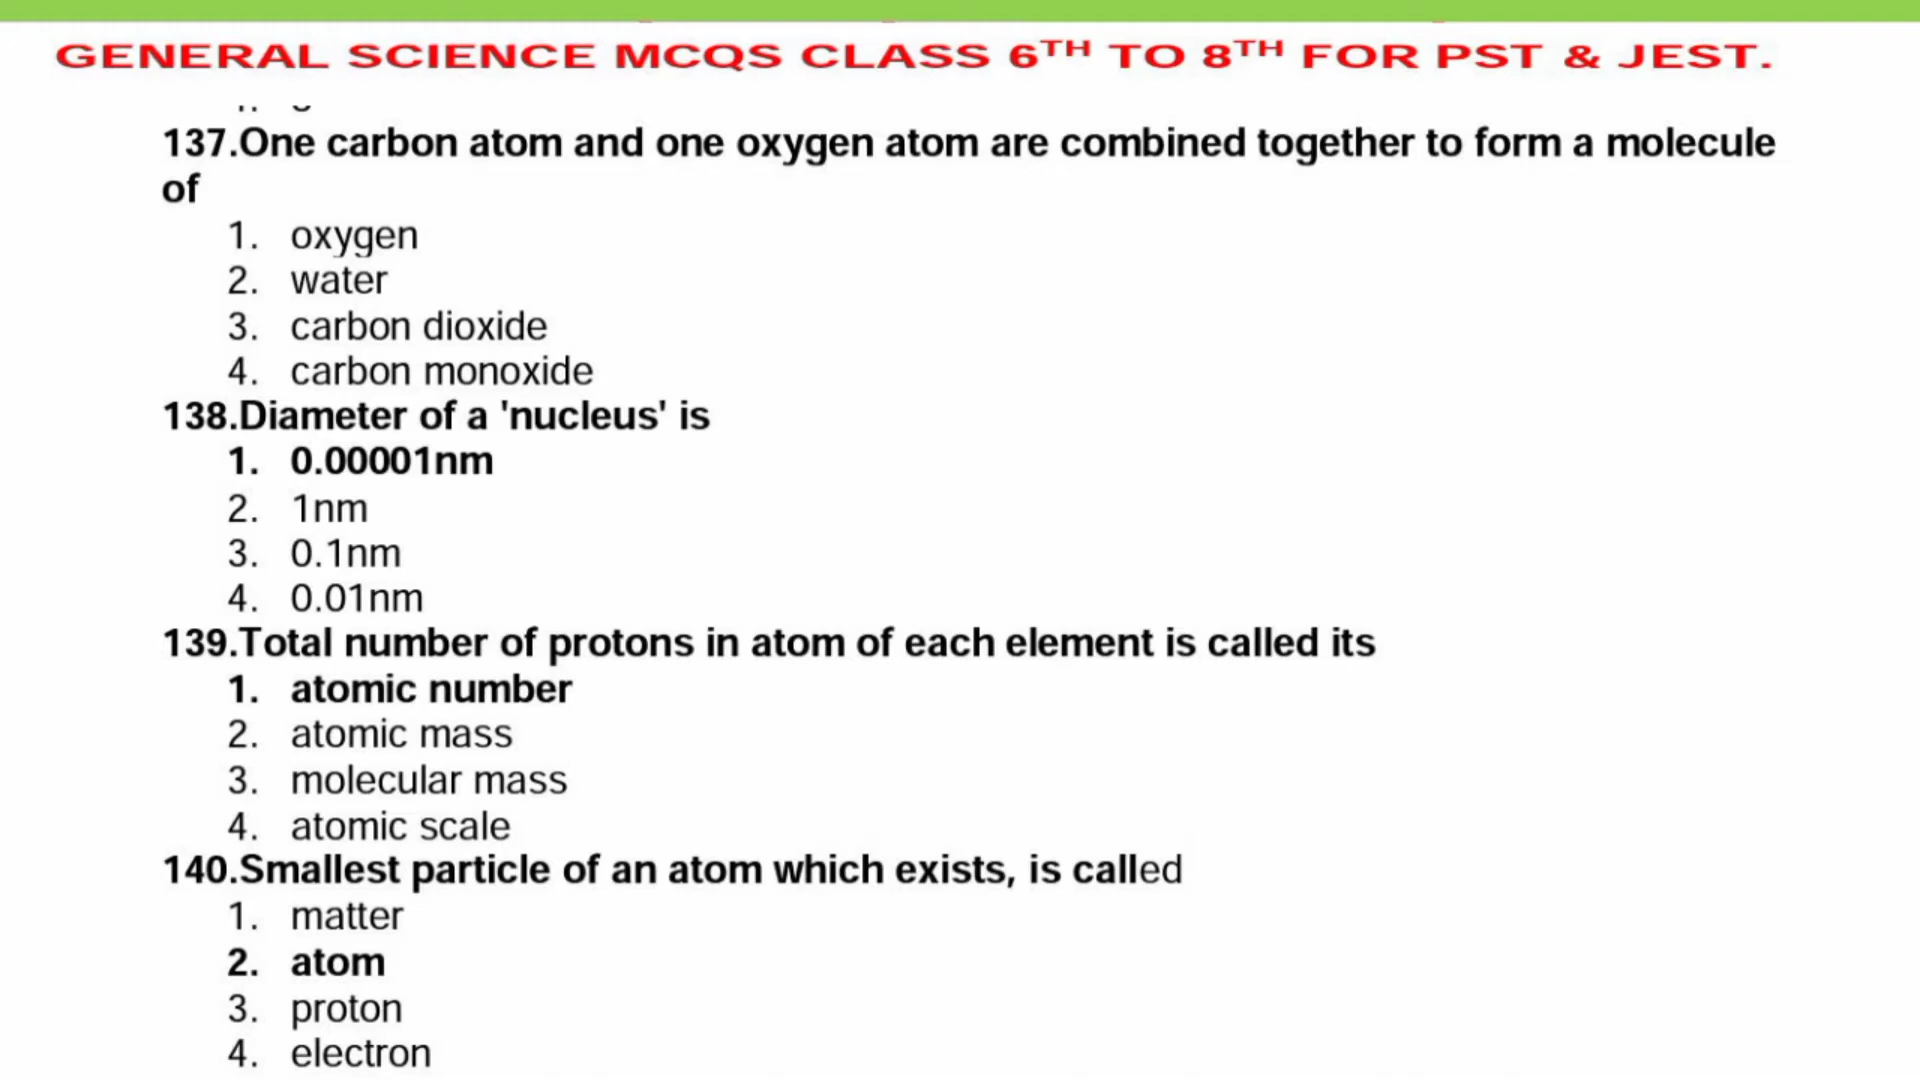 GENERAL SCIENCE MCQS CLASS 6TH TO 8TH FOR PST & JEST.
137.One carbon atom and one oxygen atom are combined together to form a molecule
of
1. oxygen
2. water
3. carbon dioxide
4. carbon monoxide
138.Diameter of a 'nucleus' is
1. 0.00001nm
2. 1nm
3. 0.1nm
4. 0.01nm
139.Total number of protons in atom of each element is called its
1. atomic number
2. atomic mass
3. molecular mass
4. atomic scale
140.Smallest particle of an atom which exists, is called
1. matter
2. atom
3. proton
4. electron